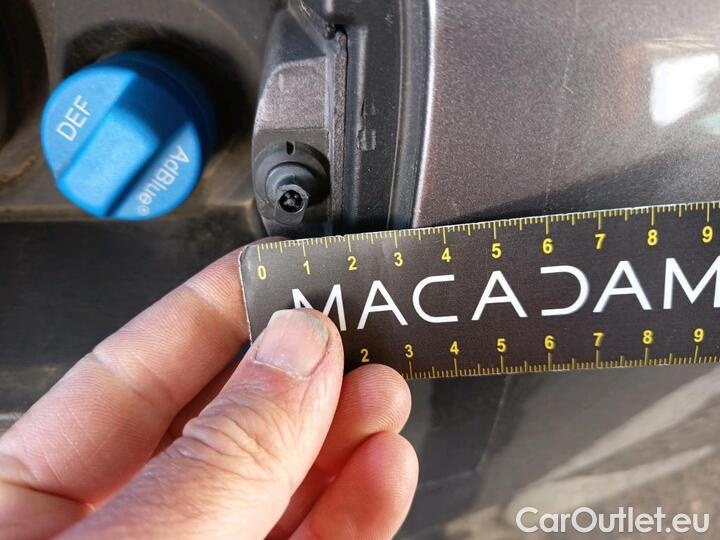 DEF
AdBlue®
0 1 2 3 4 5 6 7 8 9
MACADAM
2 3 4 5 6 7 8 9
CarOutlet.eu